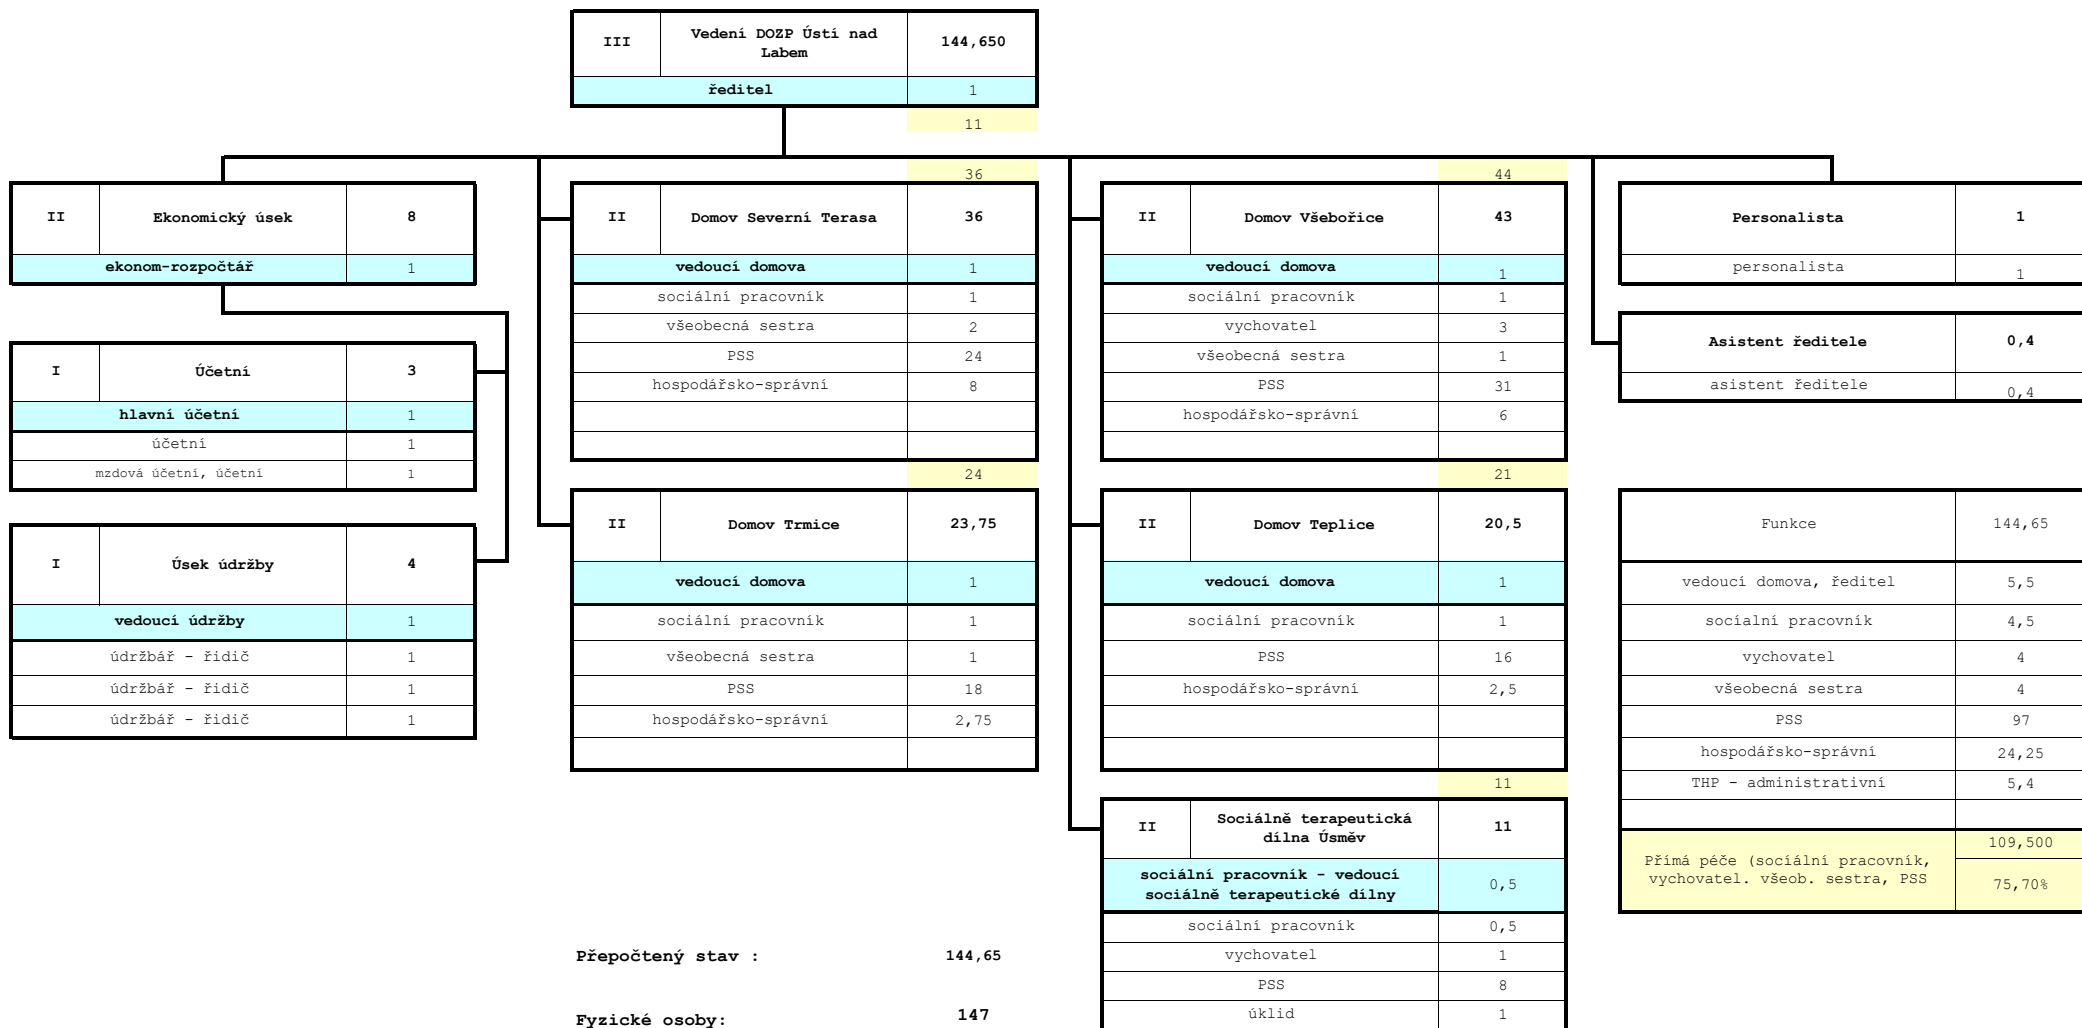 III
Vedení DOZP Ústí nad
Labem
144,650
ředitel 1
11
36
44
II Ekonomický úsek 8
ekonom-rozpočtář 1
I Účetní 3
hlavní účetní 1
účetní 1
mzdová účetní, účetní 1
I Úsek údržby 4
vedoucí údržby 1
údržbář - řidič 1
údržbář - řidič 1
údržbář - řidič 1
II Domov Severní Terasa 36
vedoucí domova 1
sociální pracovník 1
všeobecná sestra 2
PSS 24
hospodářsko-správní 8
24
II Domov Trmice 23,75
vedoucí domova 1
sociální pracovník 1
všeobecná sestra 1
PSS 18
hospodářsko-správní 2,75
II Domov Všebořice 43
vedoucí domova 1
sociální pracovník 1
vychovatel 3
všeobecná sestra 1
PSS 31
hospodářsko-správní 6
21
II Domov Teplice 20,5
vedoucí domova 1
sociální pracovník 1
PSS 16
hospodářsko-správní 2,5
11
II
Sociálně terapeutická
dílna Úsměv
11
sociální pracovník - vedoucí
sociálně terapeutické dílny
0,5
sociální pracovník 0,5
vychovatel 1
PSS 8
úklid 1
Personalista 1
personalista 1
Asistent ředitele 0,4
asistent ředitele 0,4
Funkce 144,65
vedoucí domova, ředitel 5,5
socíalní pracovník 4,5
vychovatel 4
všeobecná sestra 4
PSS 97
hospodářsko-správní 24,25
THP - administrativní 5,4
109,500
Přímá péče (sociální pracovník,
vychovatel. všeob. sestra, PSS
75,70%
Přepočtený stav : 144,65
Fyzické osoby: 147